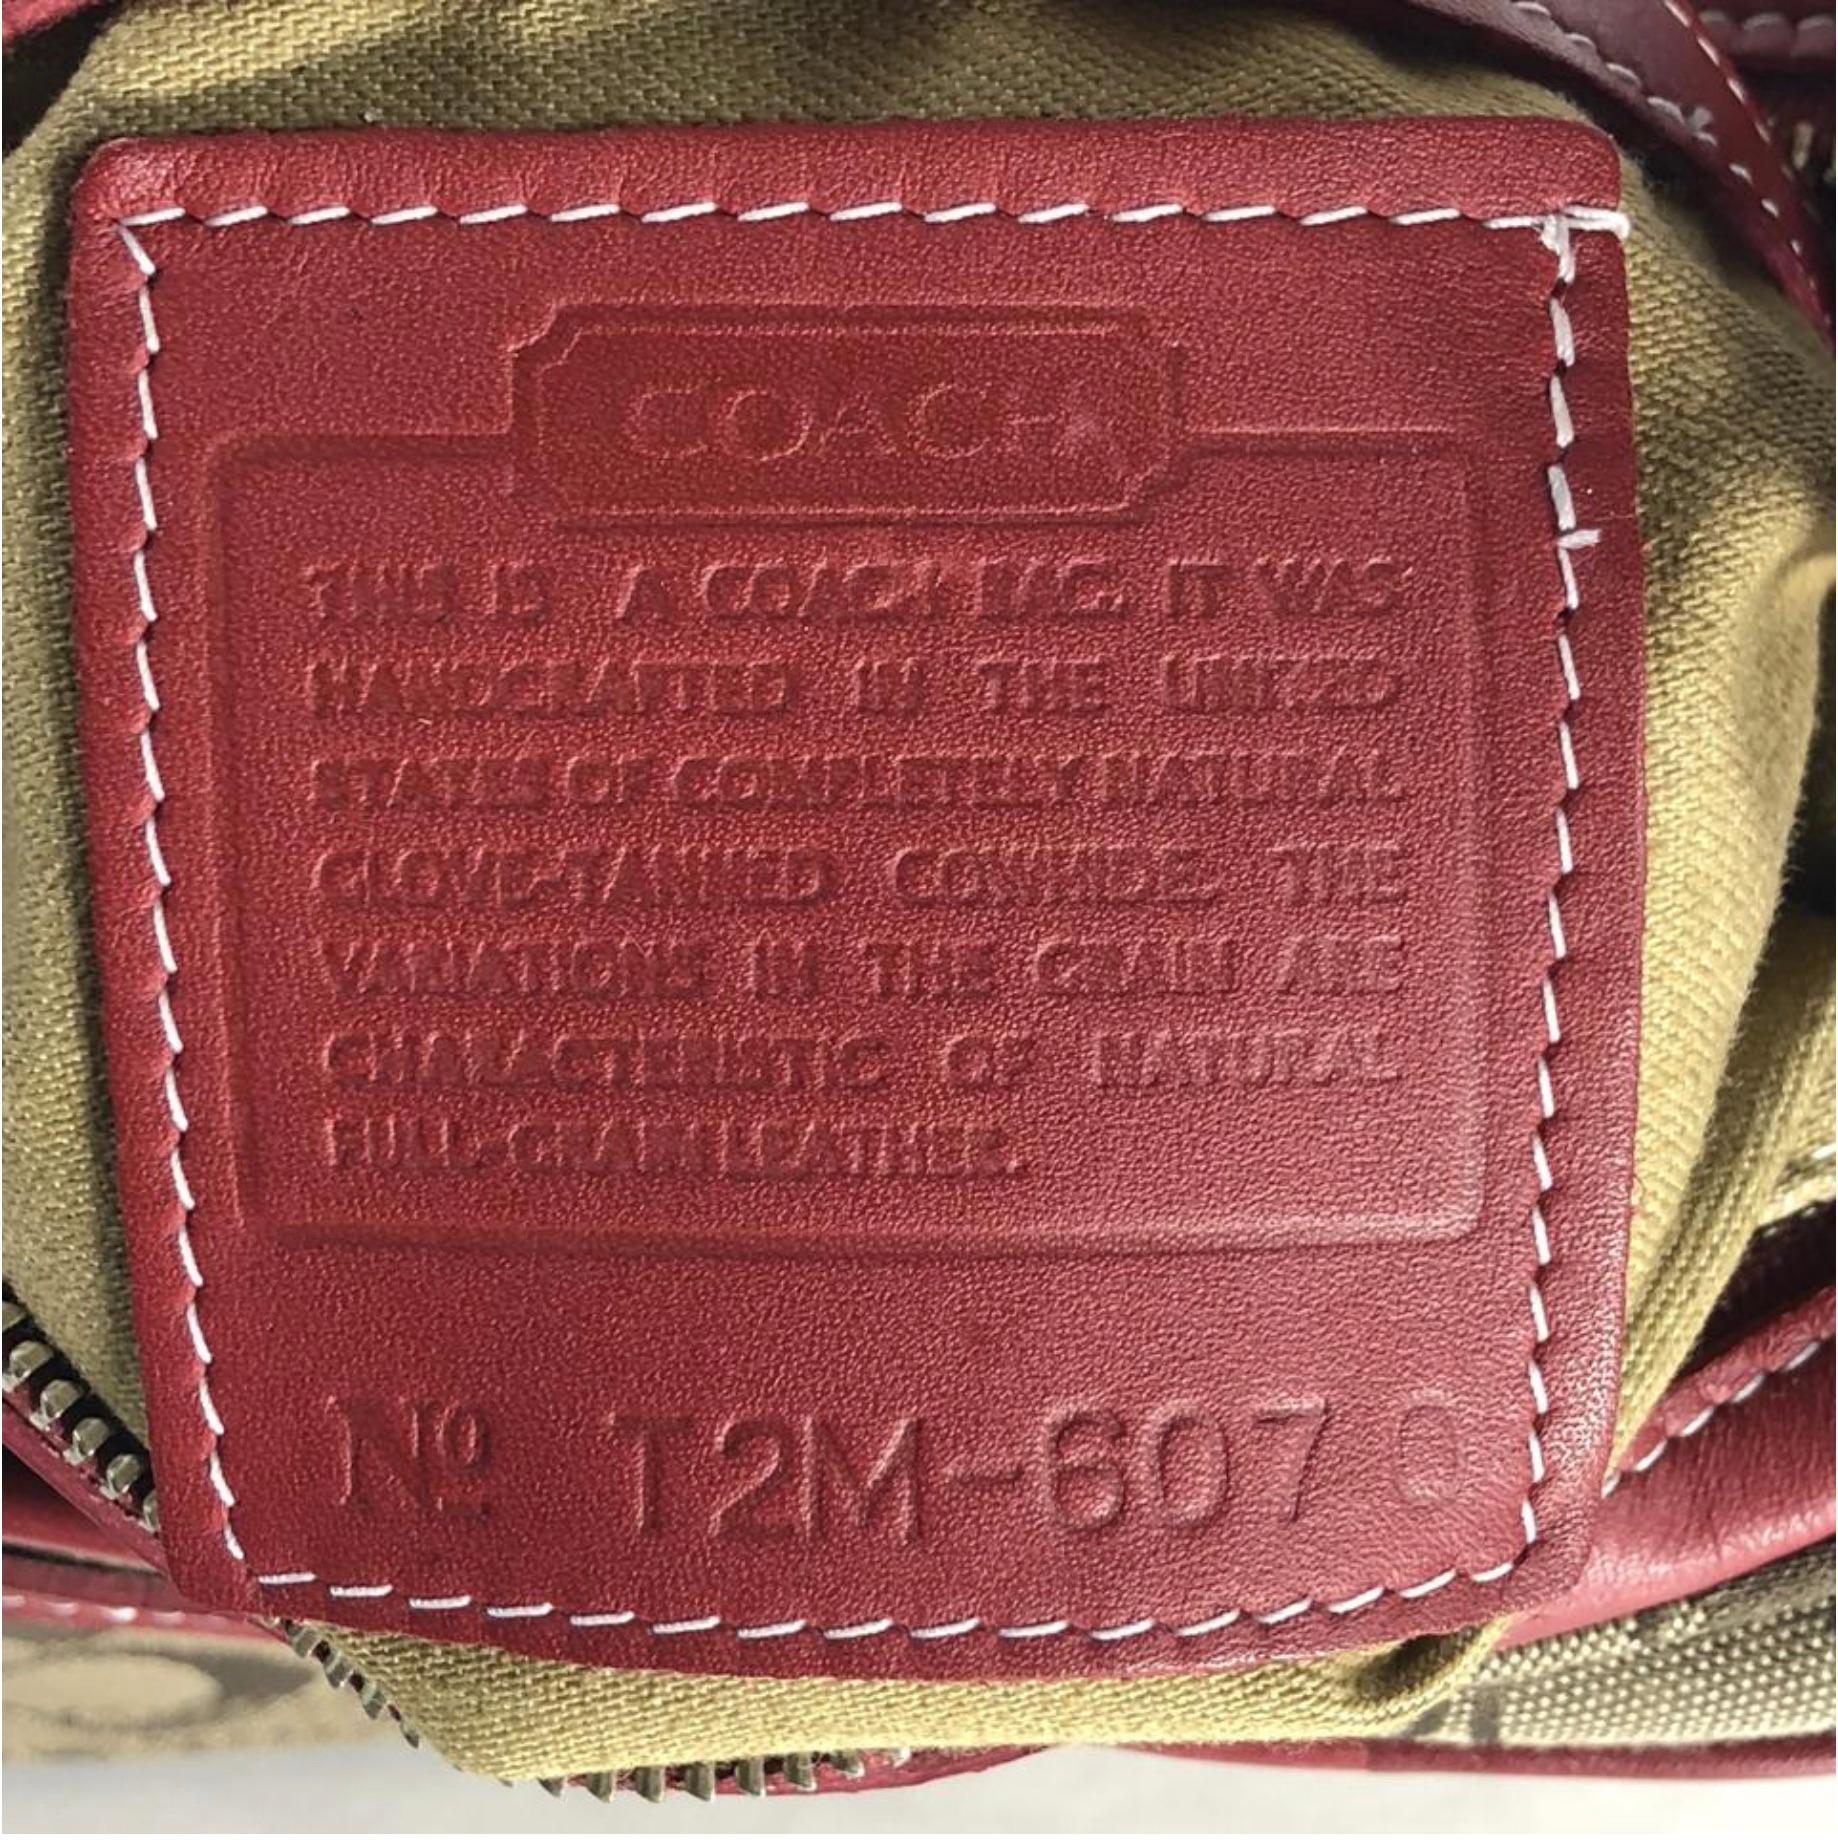 COACH
THIS IS A COACH BAG. IT WAS
HANDCRAFTED IN THE UNITED
STATES OF COMPLETELY NATURAL
GLOVE-TANNED COWHIDE. THE
VARIATIONS IN THE GRAIN ARE
CHARACTERISTIC OF NATURAL
FULL-GRAIN LEATHER.
Nº T2M-6070